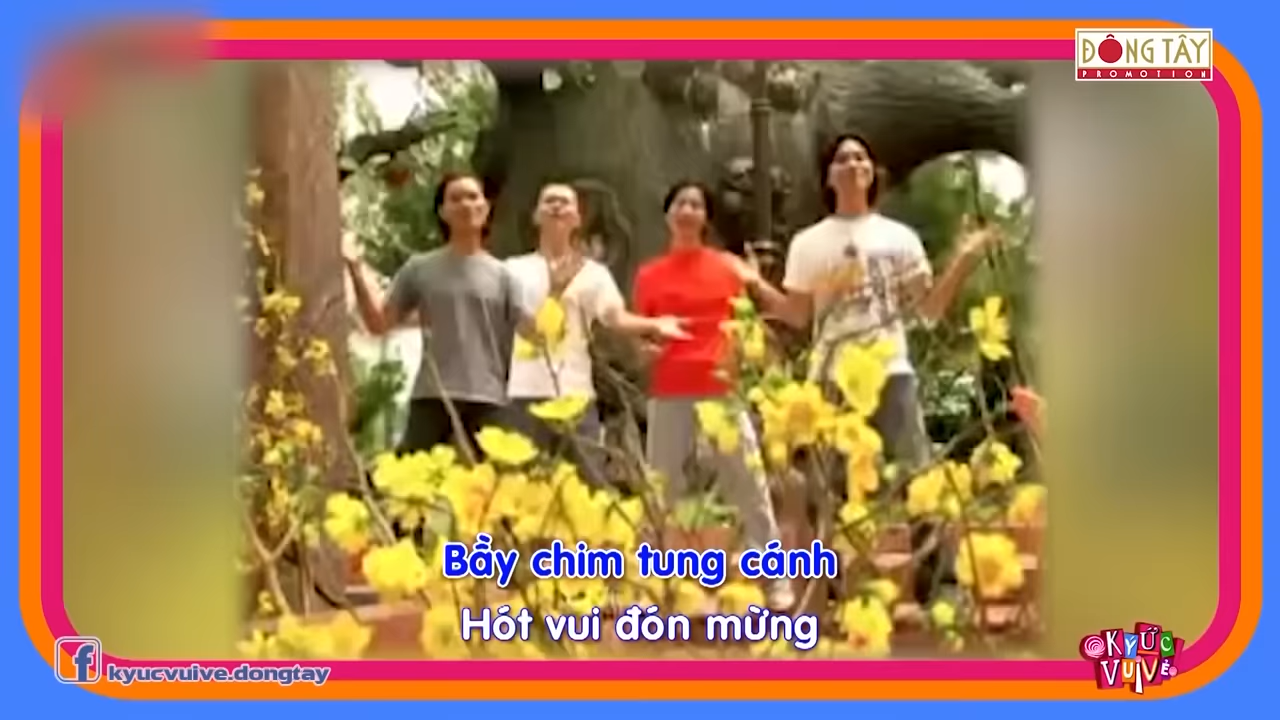 ĐÔNG TÂY
PROMOTION
Bầy chim tung cánh
Hót vui đón mừng
KÝ ỨC
VUI VẺ
f kyucvuive.dongtay